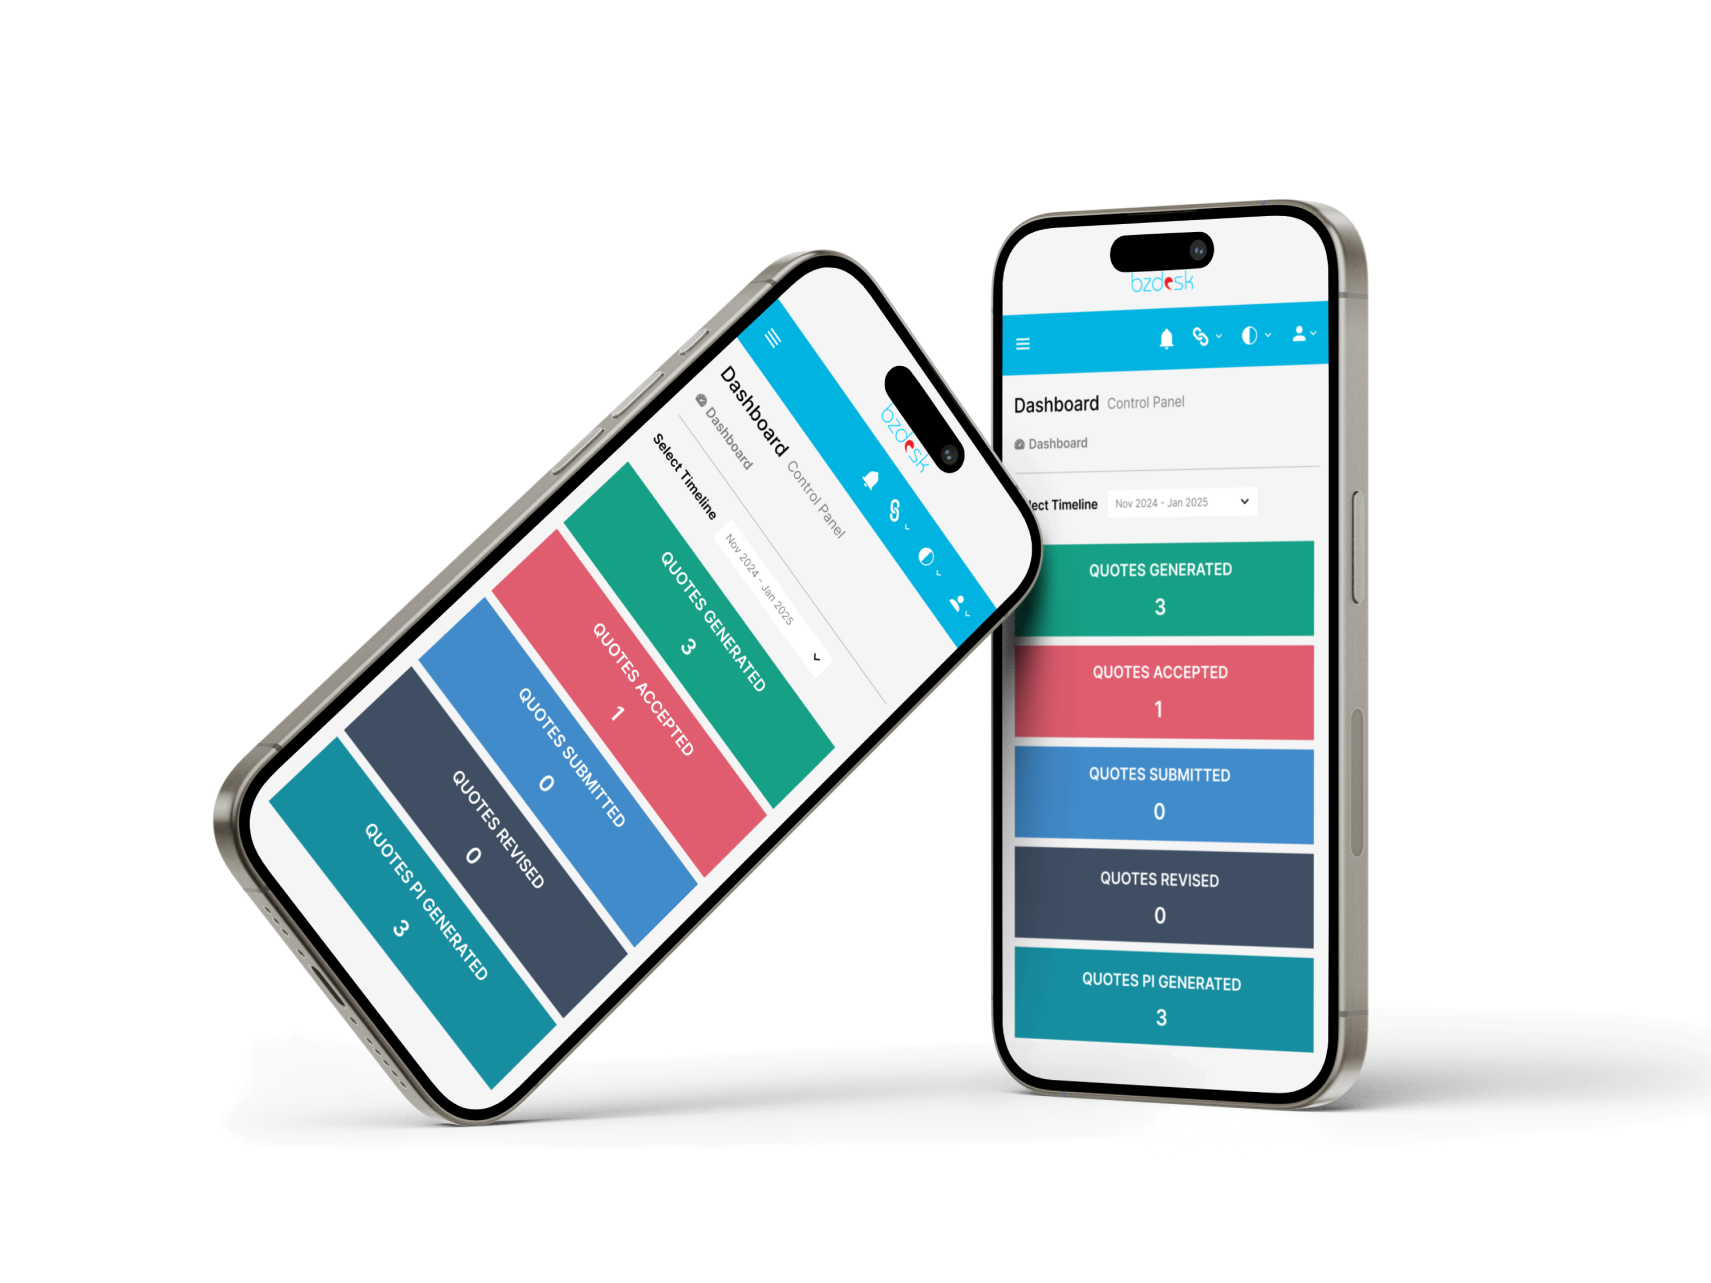 bzdesk
Dashboard Control Panel
Dashboard
Select Timeline Nov 2024 - Jan 2025
QUOTES GENERATED
3
QUOTES ACCEPTED
1
QUOTES SUBMITTED
0
QUOTES REVISED
0
QUOTES PI GENERATED
3
bzdesk
Dashboard Control Panel
Dashboard
lect Timeline Nov 2024 - Jan 2025
QUOTES GENERATED
3
QUOTES ACCEPTED
1
QUOTES SUBMITTED
0
QUOTES REVISED
0
QUOTES PI GENERATED
3